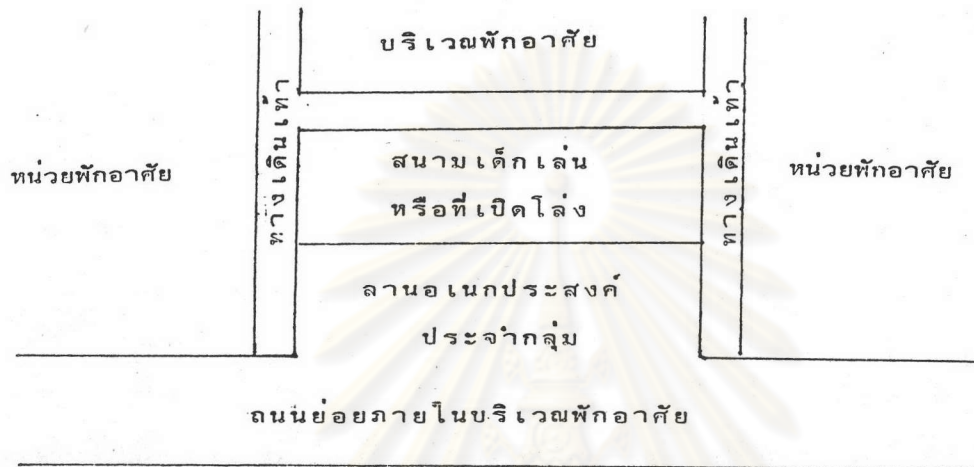 บริเวณพักอาศัย
ทางเดินเท้า
ทางเดินเท้า
หน่วยพักอาศัย
สนามเด็กเล่น
หรือที่เปิดโล่ง
หน่วยพักอาศัย
ลานอเนกประสงค์
ประจำกลุ่ม
ถนนย่อยภายในบริเวณพักอาศัย